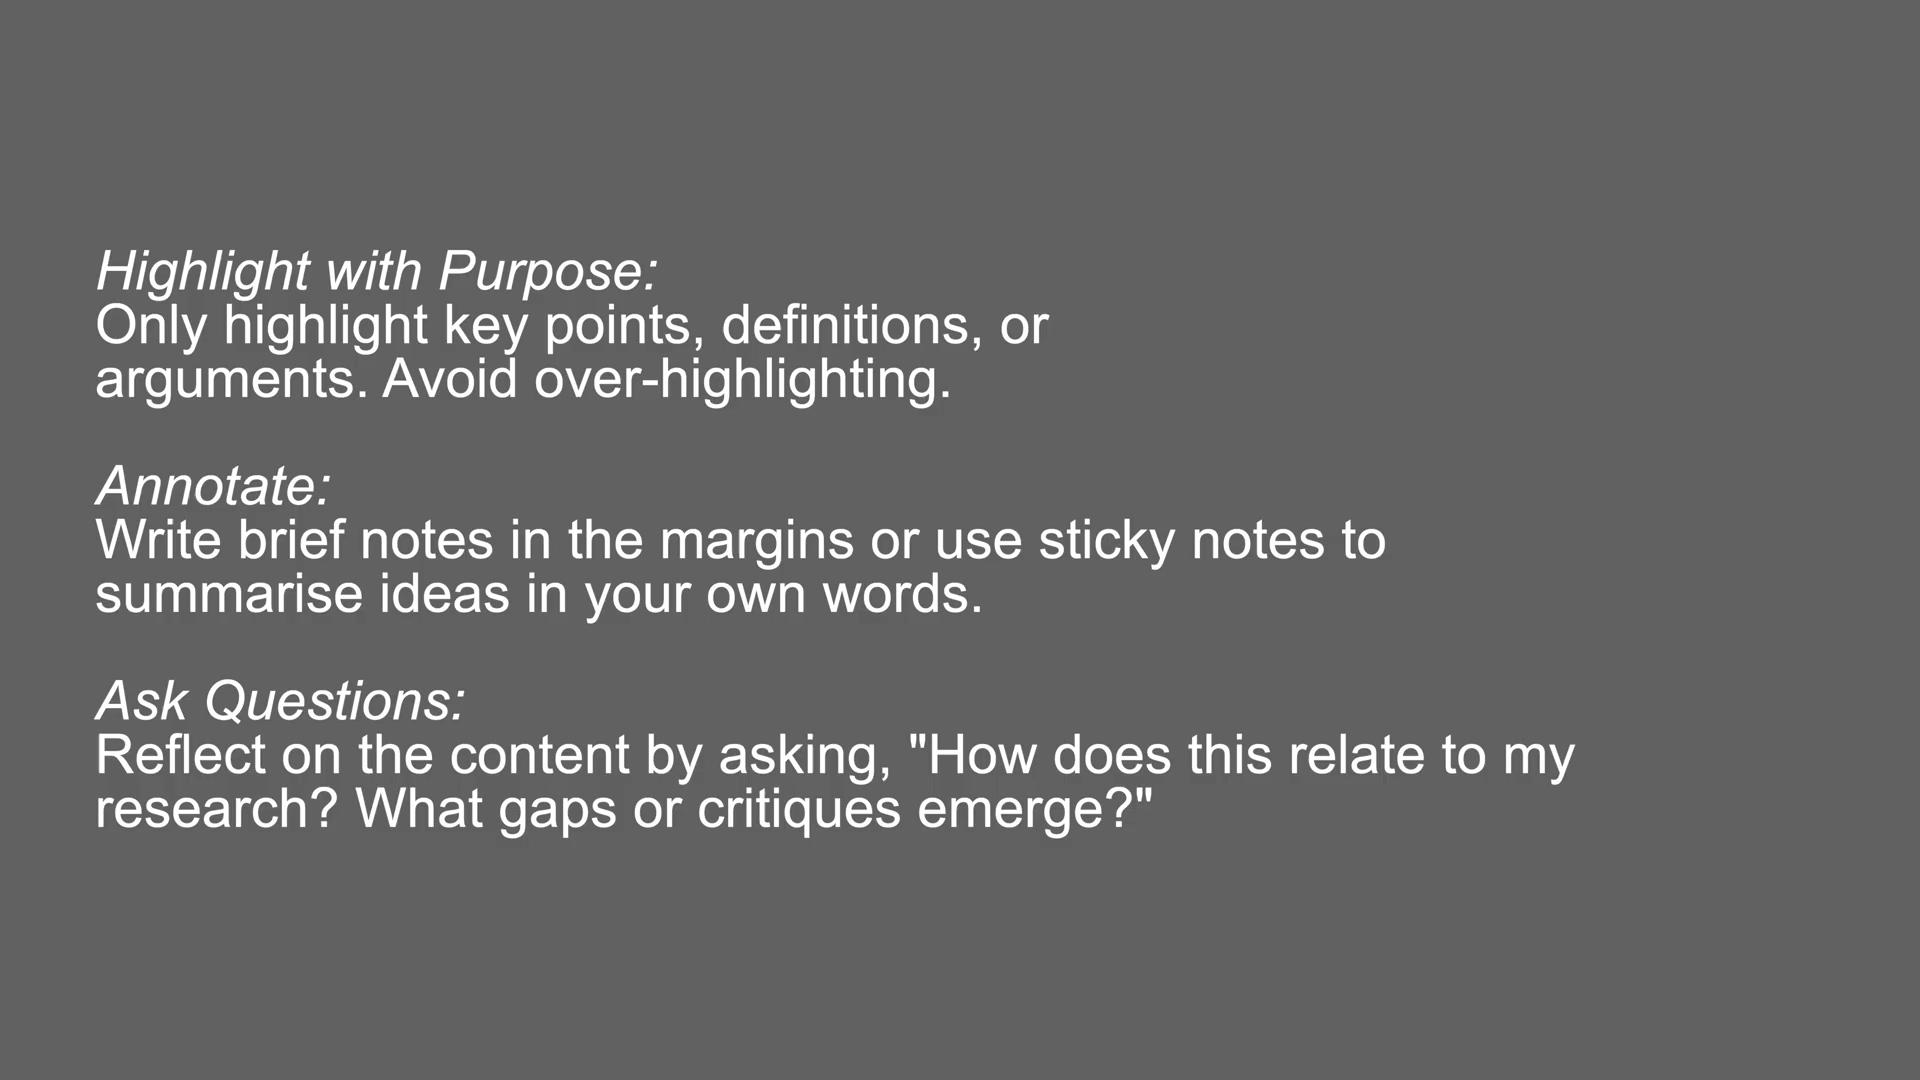 Highlight with Purpose:
Only highlight key points, definitions, or
arguments. Avoid over-highlighting.
Annotate:
Write brief notes in the margins or use sticky notes to
summarise ideas in your own words.
Ask Questions:
Reflect on the content by asking, "How does this relate to my
research? What gaps or critiques emerge?"